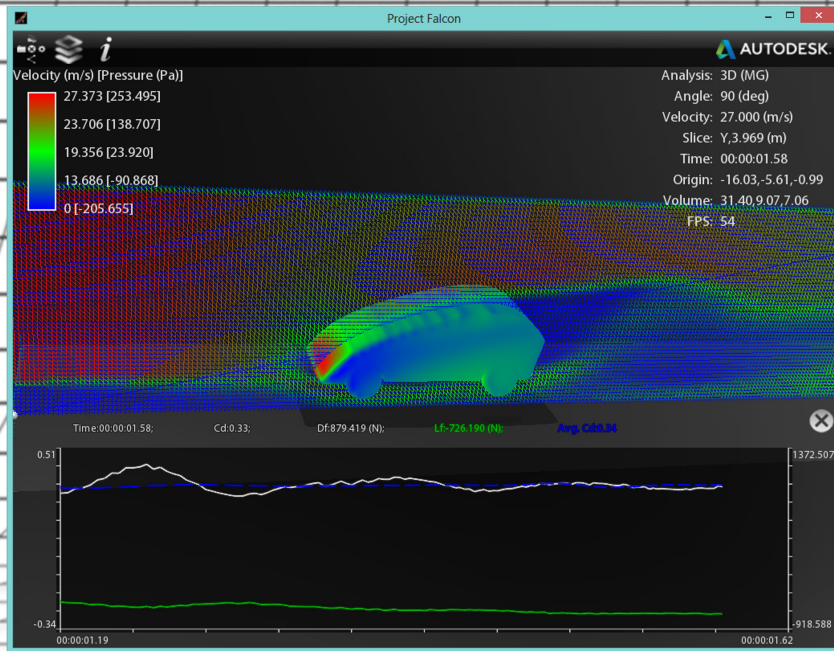 Project Falcon
i
AUTODESK.
Velocity (m/s) [Pressure (Pa)]
27.373 [253.495]
23.706 [138.707]
19.356 [23.920]
13.686 [-90.868]
0 [-205.655]
Analysis: 3D (MG)
Angle: 90 (deg)
Velocity: 27.000 (m/s)
Slice: Y,3.969 (m)
Time: 00:00:01.58
Origin: -16.03,-5.61,-0.99
Volume: 31.40,9.07,7.06
FPS: 54
Time:00:00:01.58; Cd:0.33; Df:879.419 (N); Lf:-726.190 (N); Avg. Cd:0.34
0.51 1372.507
-0.34 -918.588
00:00:01.19 00:00:01.62